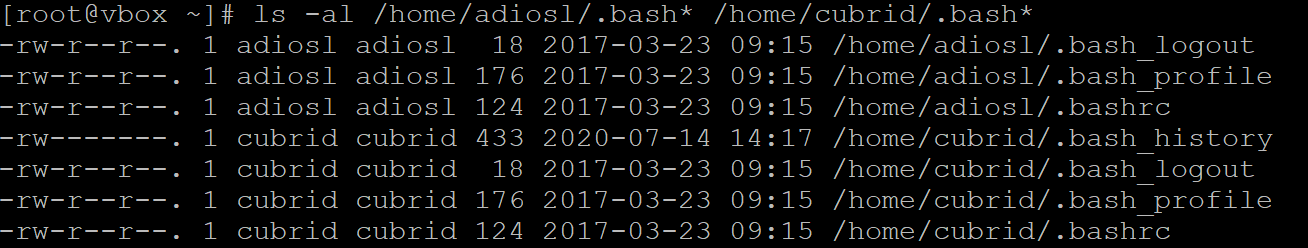 [root@vbox ~]# ls -al /home/adiosl/.bash* /home/cubrid/.bash*
-rw-r--r--. 1 adiosl adiosl  18 2017-03-23 09:15 /home/adiosl/.bash_logout
-rw-r--r--. 1 adiosl adiosl 176 2017-03-23 09:15 /home/adiosl/.bash_profile
-rw-r--r--. 1 adiosl adiosl 124 2017-03-23 09:15 /home/adiosl/.bashrc
-rw-------. 1 cubrid cubrid 433 2020-07-14 14:17 /home/cubrid/.bash_history
-rw-r--r--. 1 cubrid cubrid  18 2017-03-23 09:15 /home/cubrid/.bash_logout
-rw-r--r--. 1 cubrid cubrid 176 2017-03-23 09:15 /home/cubrid/.bash_profile
-rw-r--r--. 1 cubrid cubrid 124 2017-03-23 09:15 /home/cubrid/.bashrc